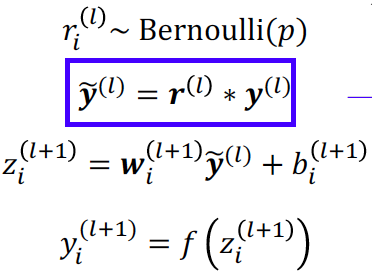 r_i^{(l)} ~ Bernoulli(p)
ỹ^{(l)} = r^{(l)} * y^{(l)}
z_i^{(l+1)} = w_i^{(l+1)} ỹ^{(l)} + b_i^{(l+1)}
y_i^{(l+1)} = f(z_i^{(l+1)})